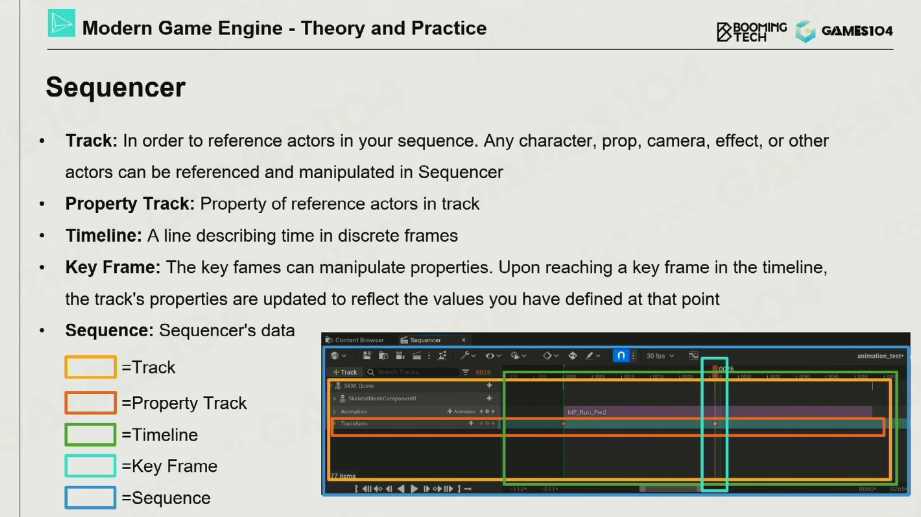 Modern Game Engine - Theory and Practice
BOOMING TECH
GAMES104
Sequencer
• Track: In order to reference actors in your sequence. Any character, prop, camera, effect, or other
actors can be referenced and manipulated in Sequencer
• Property Track: Property of reference actors in track
• Timeline: A line describing time in discrete frames
• Key Frame: The key fames can manipulate properties. Upon reaching a key frame in the timeline,
the track's properties are updated to reflect the values you have defined at that point
• Sequence: Sequencer's data
=Track
=Property Track
=Timeline
=Key Frame
=Sequence
Content Browser
Sequencer
30 fps
animation_test•
+ Track
Search Tracks
0026
0026
SKM_Quinn
SkeletalMeshComponent0
Animation
+ Animation
MF_Run_Fwd
Transform
77 items